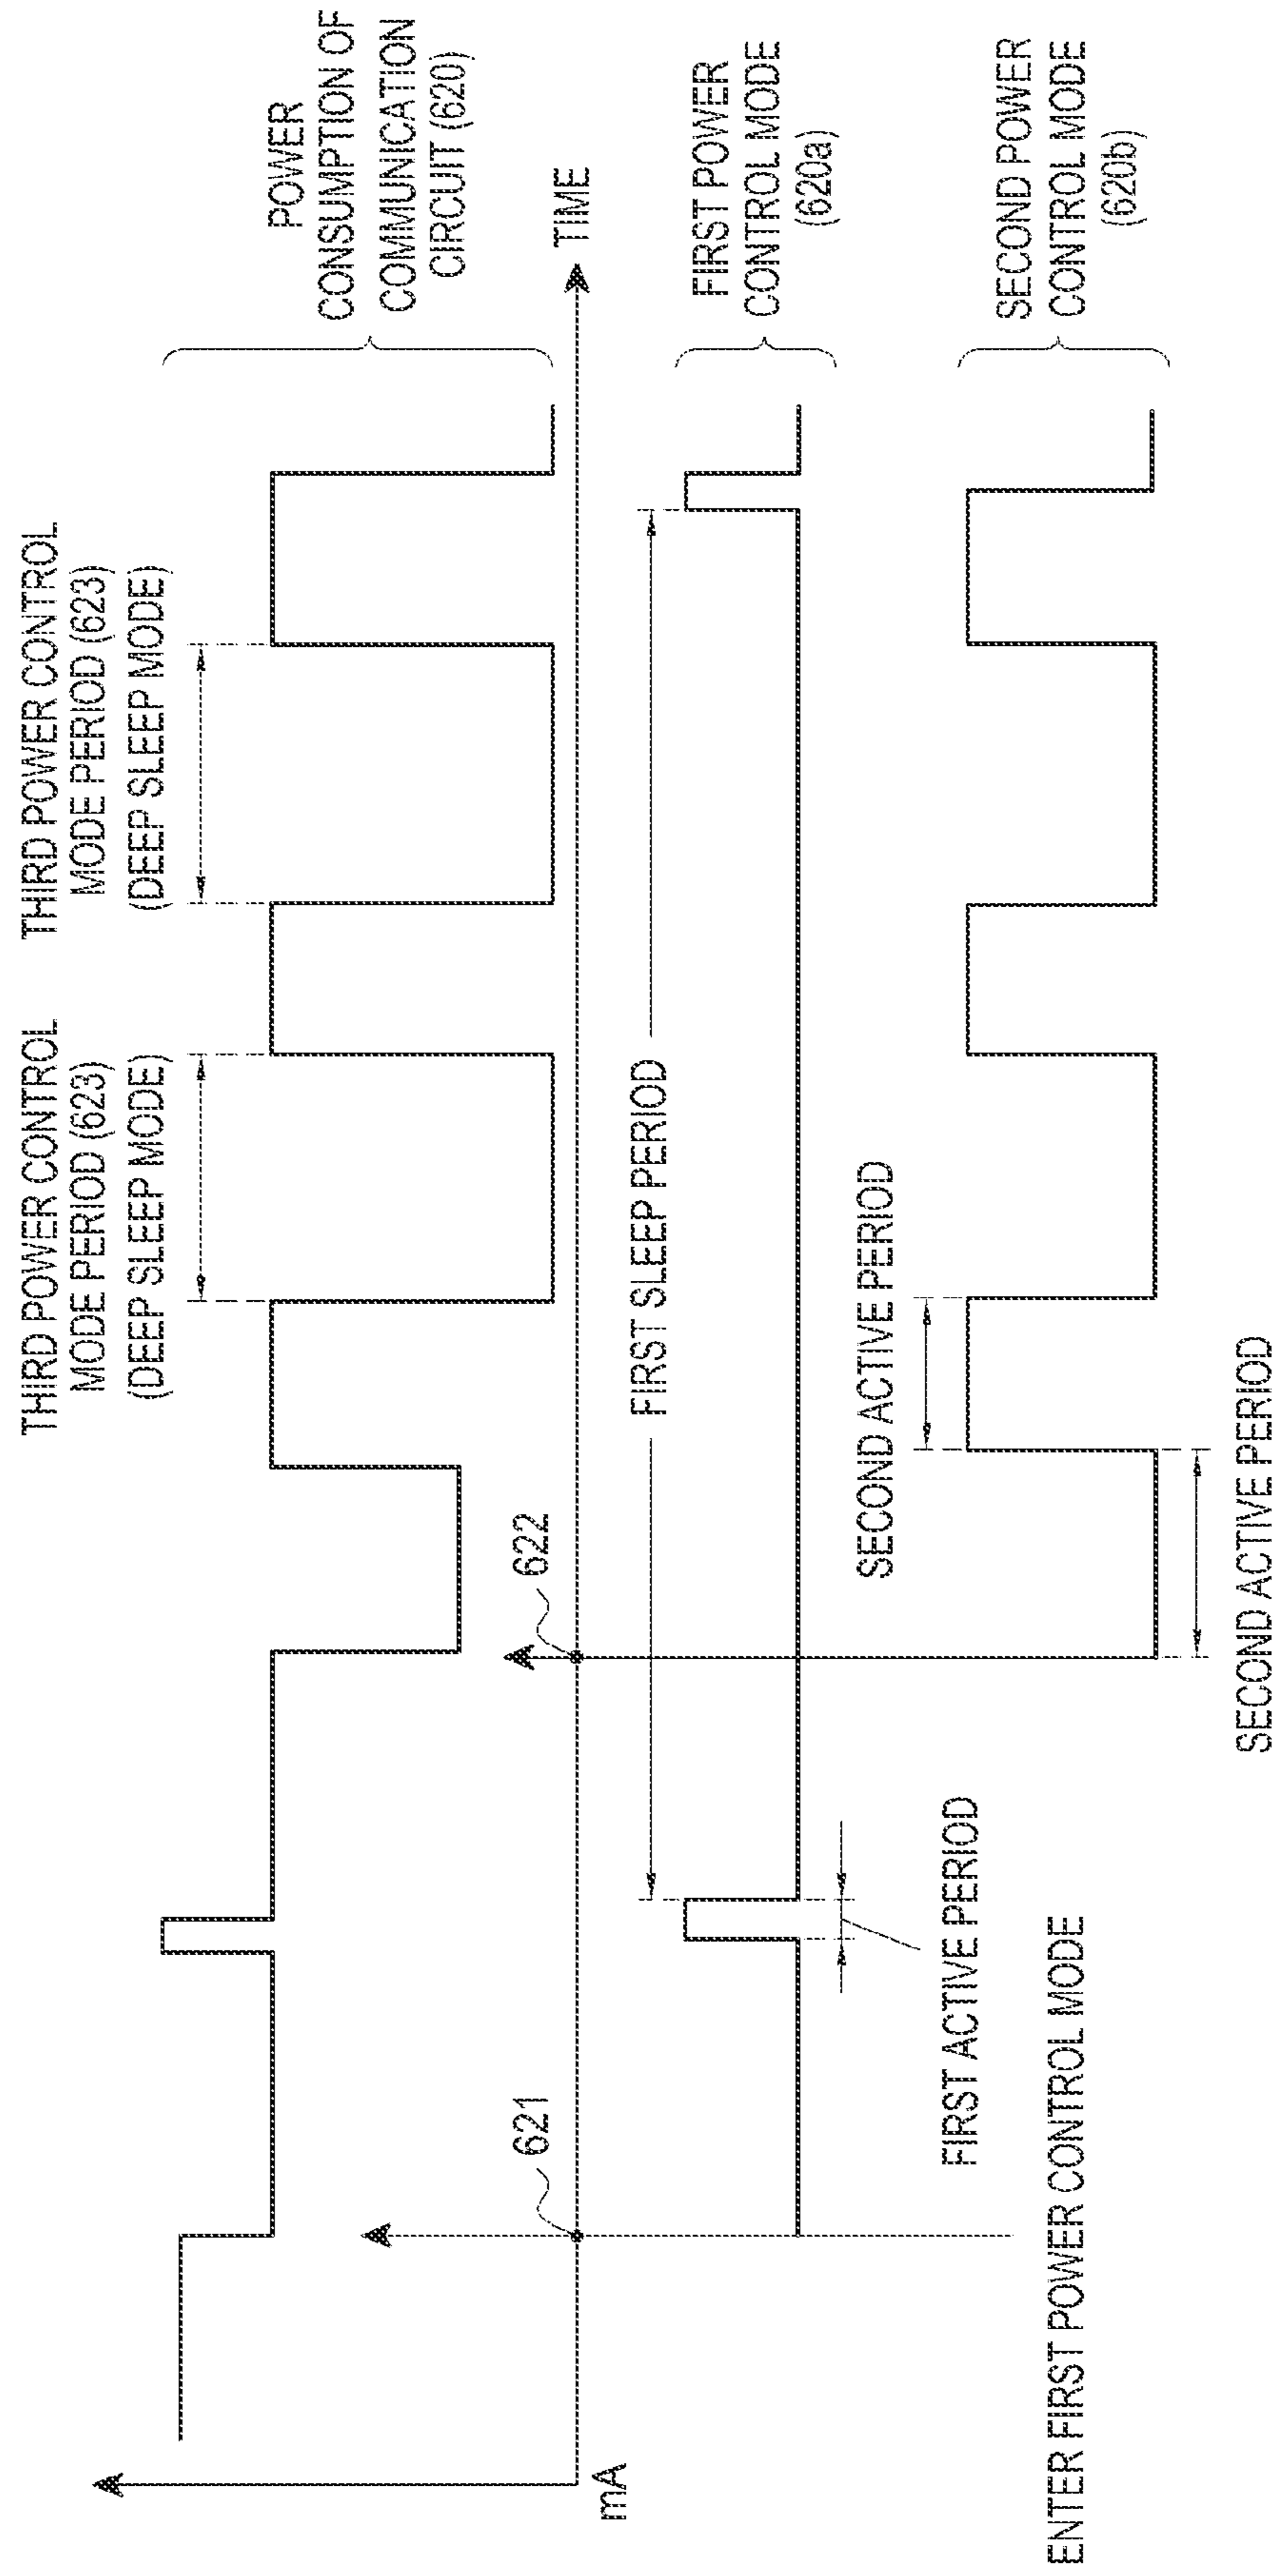 THIRD POWER CONTROL
MODE PERIOD (623)
(DEEP SLEEP MODE)
THIRD POWER CONTROL
MODE PERIOD (623)
(DEEP SLEEP MODE)
POWER
CONSUMPTION OF
COMMUNICATION
CIRCUIT (620)
621
622
TIME
mA
FIRST SLEEP PERIOD
FIRST POWER
CONTROL MODE
(620a)
FIRST ACTIVE PERIOD
SECOND ACTIVE PERIOD
SECOND POWER
CONTROL MODE
(620b)
ENTER FIRST POWER CONTROL MODE
SECOND ACTIVE PERIOD